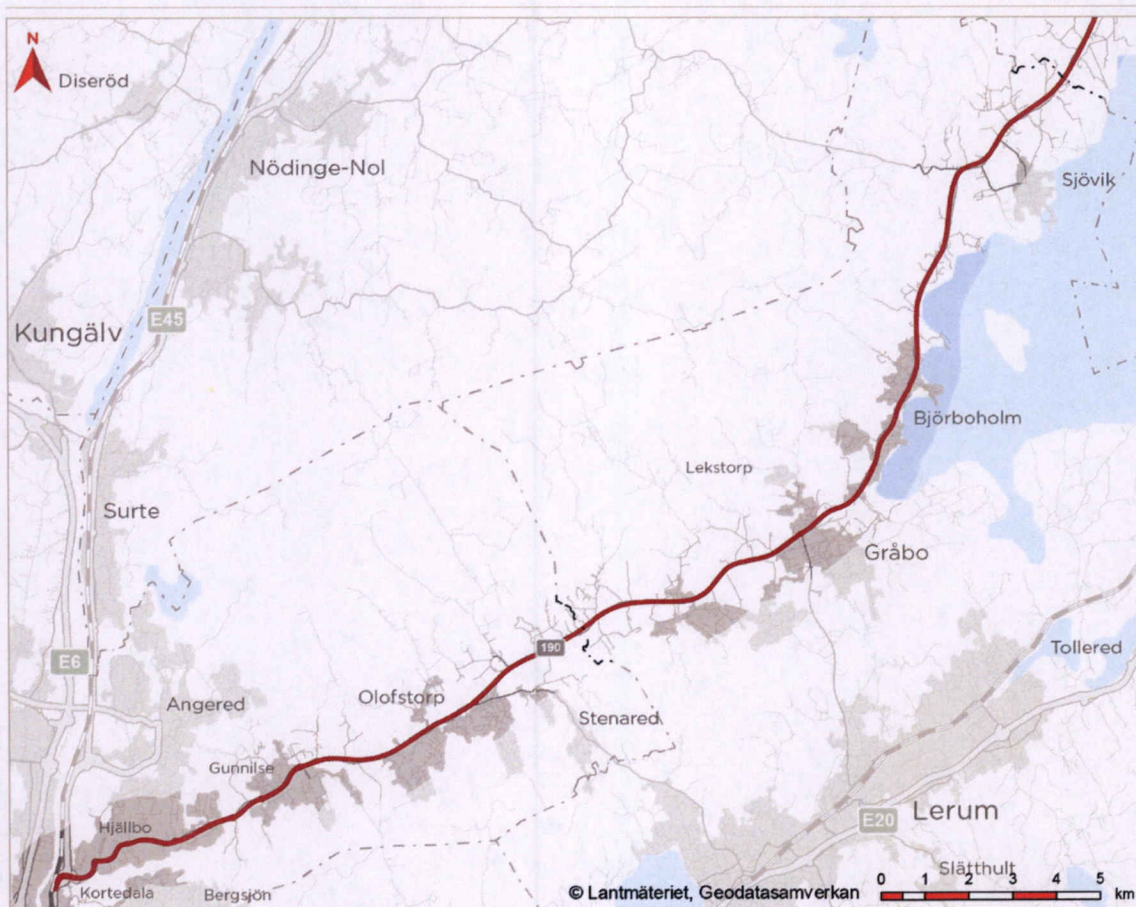 N
Diseröd
Nödinge-Nol
Sjövik
E45
Kungälv
Björboholm
Lekstorp
Surte
Gråbo
190
E6
Tollered
Angered
Olofstorp
Stenared
Gunnilse
Hjällbo
E20
Lerum
Slätthult
Kortedala
Bergsjön
© Lantmäteriet, Geodatasamverkan
0 1 2 3 4 5
km